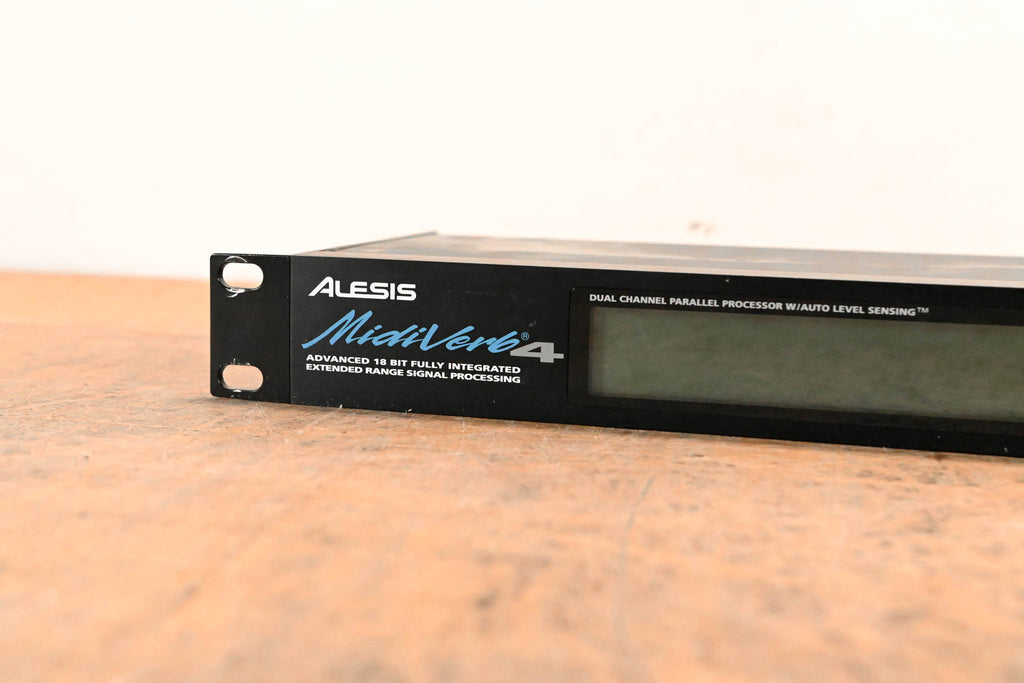 ALESIS
MidiVerb® 4
ADVANCED 18 BIT FULLY INTEGRATED
EXTENDED RANGE SIGNAL PROCESSING
DUAL CHANNEL PARALLEL PROCESSOR W/AUTO LEVEL SENSING™